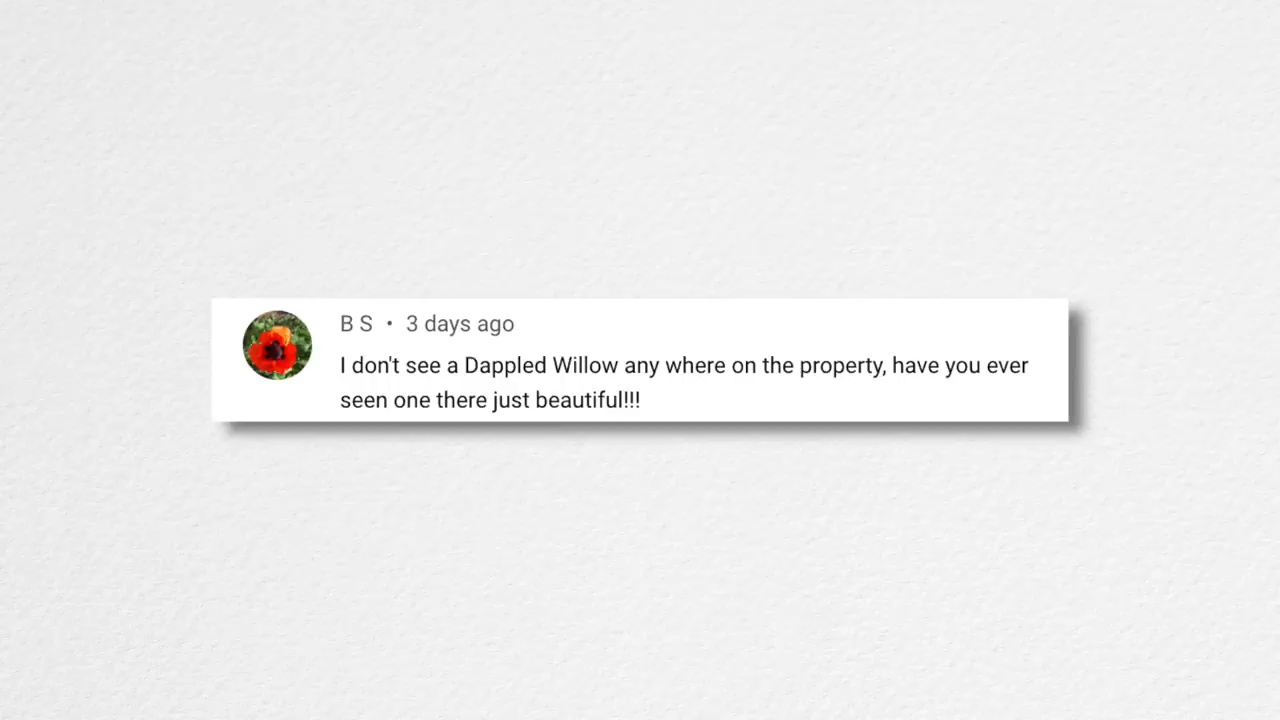 B S • 3 days ago
I don't see a Dappled Willow any where on the property, have you ever
seen one there just beautiful!!!